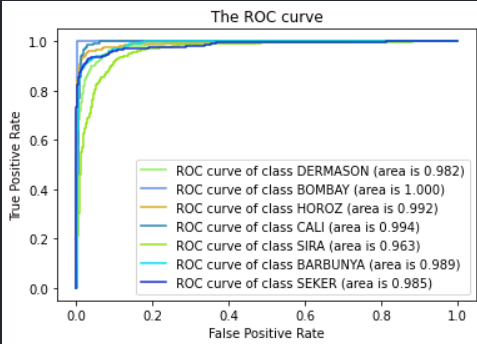 The ROC curve
True Positive Rate
1.0
0.8
0.6
0.4
0.2
0.0
ROC curve of class DERMASON (area is 0.982)
ROC curve of class BOMBAY (area is 1.000)
ROC curve of class HOROZ (area is 0.992)
ROC curve of class CALI (area is 0.994)
ROC curve of class SIRA (area is 0.963)
ROC curve of class BARBUNYA (area is 0.989)
ROC curve of class SEKER (area is 0.985)
0.0 0.2 0.4 0.6 0.8 1.0
False Positive Rate